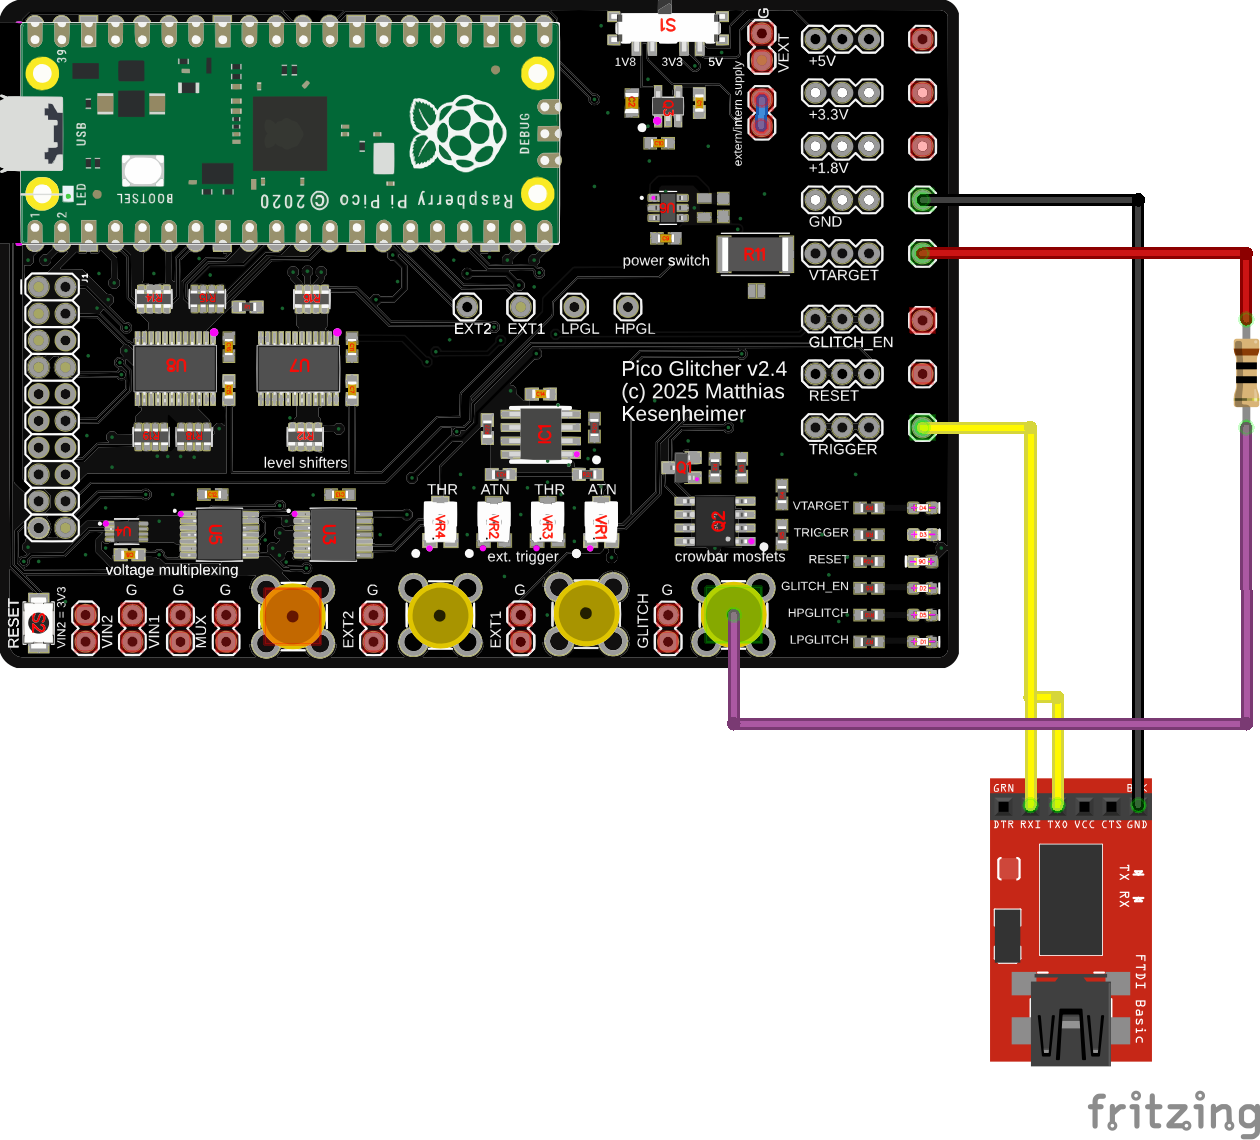 39
USB
LED
1
2
BOOTSEL
Raspberry Pi Pico © 2020
DEBUG
S1
1V8
3V3
5V
G
VEXT
extern/intern supply
+5V
+3.3V
+1.8V
GND
VTARGET
GLITCH_EN
RESET
TRIGGER
power switch
R11
J1
EXT2
EXT1
LPGL
HPGL
U6
U7
Pico Glitcher v2.4
(c) 2025 Matthias
Kesenheimer
IC1
level shifters
THR
ATN
THR
ATN
VR4
VR2
VR3
VR1
Q1
Q2
U4
U5
U3
voltage multiplexing
ext. trigger
crowbar mosfets
VTARGET
TRIGGER
RESET
GLITCH_EN
HPGLITCH
LPGLITCH
RESET
VIN2 = 3V3
VIN2
G
VIN1
G
MUX
G
EXT2
G
EXT1
G
GLITCH
G
GRN
BLK
DTR
RXI
TXO
VCC
CTS
GND
TX
RX
FTDI Basic
fritzing